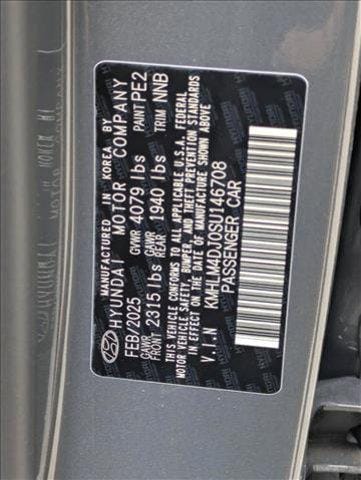 MANUFACTURED IN KOREA BY
HYUNDAI MOTOR COMPANY
FEB/2025 GVWR 4079 lbs PAINT PE2
GAWR FRONT 2315 lbs GAWR REAR 1940 lbs TRIM NNB
THIS VEHICLE CONFORMS TO ALL APPLICABLE U.S.A. FEDERAL
MOTOR VEHICLE SAFETY, BUMPER, AND THEFT PREVENTION STANDARDS
IN EFFECT ON THE DATE OF MANUFACTURE SHOWN ABOVE
V.I.N KMHLM4DJ0SU146708
PASSENGER CAR